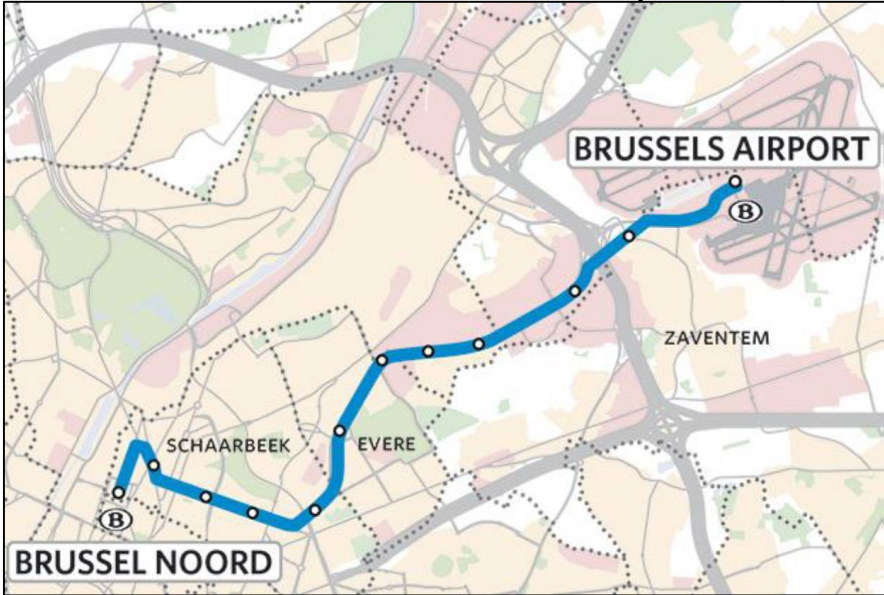 BRUSSELS AIRPORT
B
ZAVENTEM
SCHAARBEEK
EVERE
B
BRUSSEL NOORD